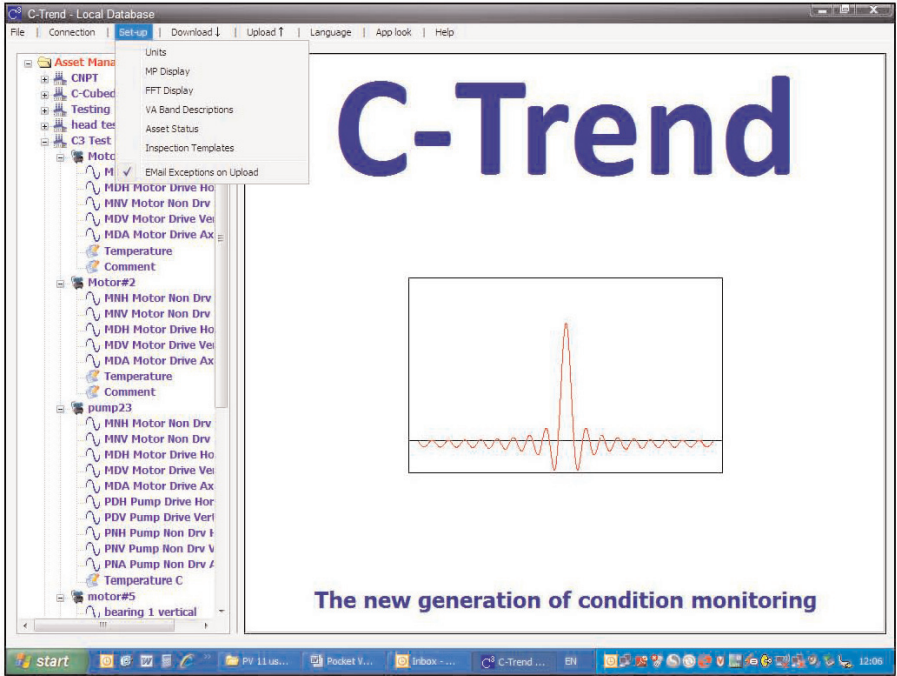 C-Trend - Local Database
File | Connection | Set-up | Download↓ | Upload↑ | Language | App look | Help
Units
MP Display
FFT Display
VA Band Descriptions
Asset Status
Inspection Templates
✓ EMail Exceptions on Upload
Asset Mana
CNPT
C-Cubed
Testing
head tes
C3 Test
Moto
M
MDH Motor Drive Ho
MNV Motor Non Drv
MDV Motor Drive Ver
MDA Motor Drive Ax
Temperature
Comment
Motor#2
MNH Motor Non Drv
MNV Motor Non Drv
MDH Motor Drive Ho
MDV Motor Drive Ver
MDA Motor Drive Ax
Temperature
Comment
pump23
MNH Motor Non Drv
MNV Motor Non Drv
MDH Motor Drive Ho
MDV Motor Drive Ver
MDA Motor Drive Ax
PDH Pump Drive Hor
PDV Pump Drive Vert
PNH Pump Non Drv H
PNV Pump Non Drv V
PNA Pump Non Drv A
Temperature C
motor#5
bearing 1 vertical
C-Trend
The new generation of condition monitoring
start
PV 11 us...
Pocket V...
Inbox - ...
C-Trend ...
EN
12:06